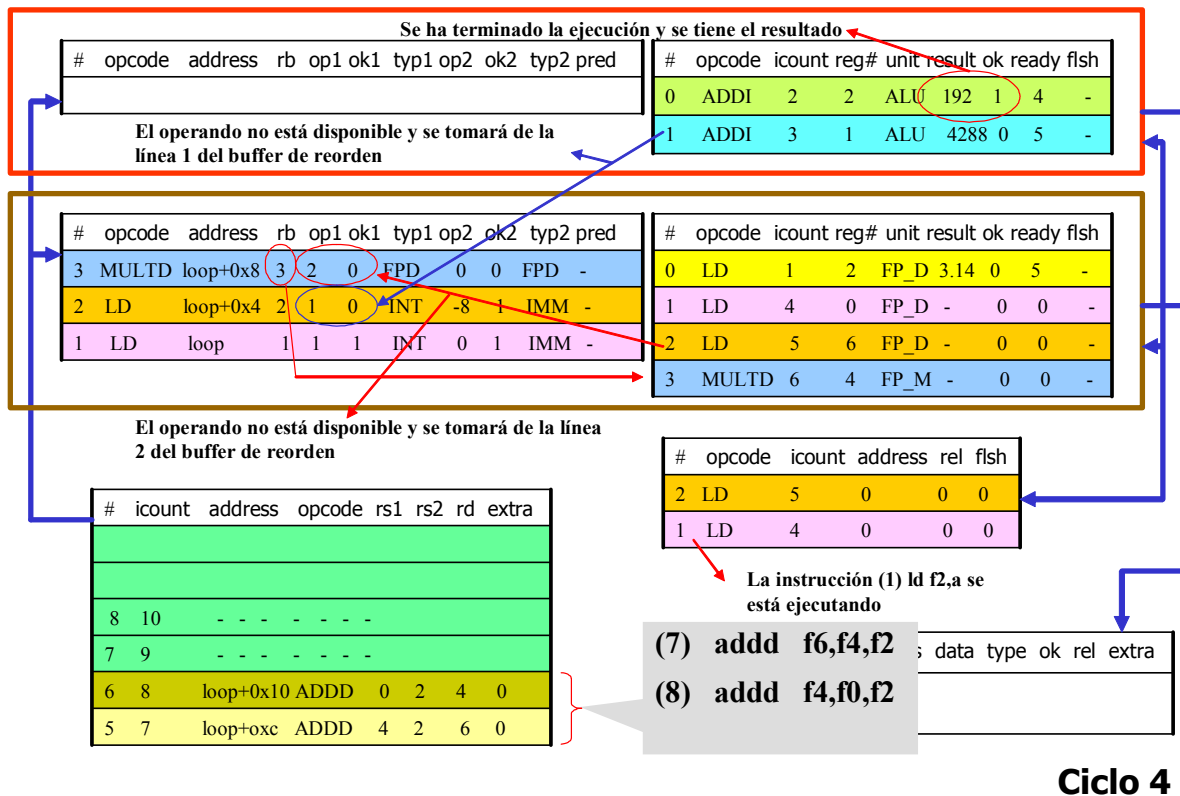 Se ha terminado la ejecución y se tiene el resultado
# opcode address rb op1 ok1 typ1 op2 ok2 typ2 pred
# opcode icount reg# unit result ok ready flsh
0 ADDI 2 2 ALU 192 1 4 -
1 ADDI 3 1 ALU 4288 0 5 -
El operando no está disponible y se tomará de la
línea 1 del buffer de reorden
# opcode address rb op1 ok1 typ1 op2 ok2 typ2 pred
3 MULTD loop+0x8 3 2 0 FPD 0 0 FPD -
2 LD loop+0x4 2 1 0 INT -8 1 IMM -
1 LD loop 1 1 1 INT 0 1 IMM -
# opcode icount reg# unit result ok ready flsh
0 LD 1 2 FP_D 3.14 0 5 -
1 LD 4 0 FP_D - 0 0 -
2 LD 5 6 FP_D - 0 0 -
3 MULTD 6 4 FP_M - 0 0 -
El operando no está disponible y se tomará de la línea
2 del buffer de reorden
# opcode icount address rel flsh
2 LD 5 0 0 0
1 LD 4 0 0 0
La instrucción (1) ld f2,a se
está ejecutando
# icount address opcode rs1 rs2 rd extra
8 10 - - - - - - -
7 9 - - - - - - -
6 8 loop+0x10 ADDD 0 2 4 0
5 7 loop+oxc ADDD 4 2 6 0
(7) addd f6,f4,f2
(8) addd f4,f0,f2
s data type ok rel extra
Ciclo 4